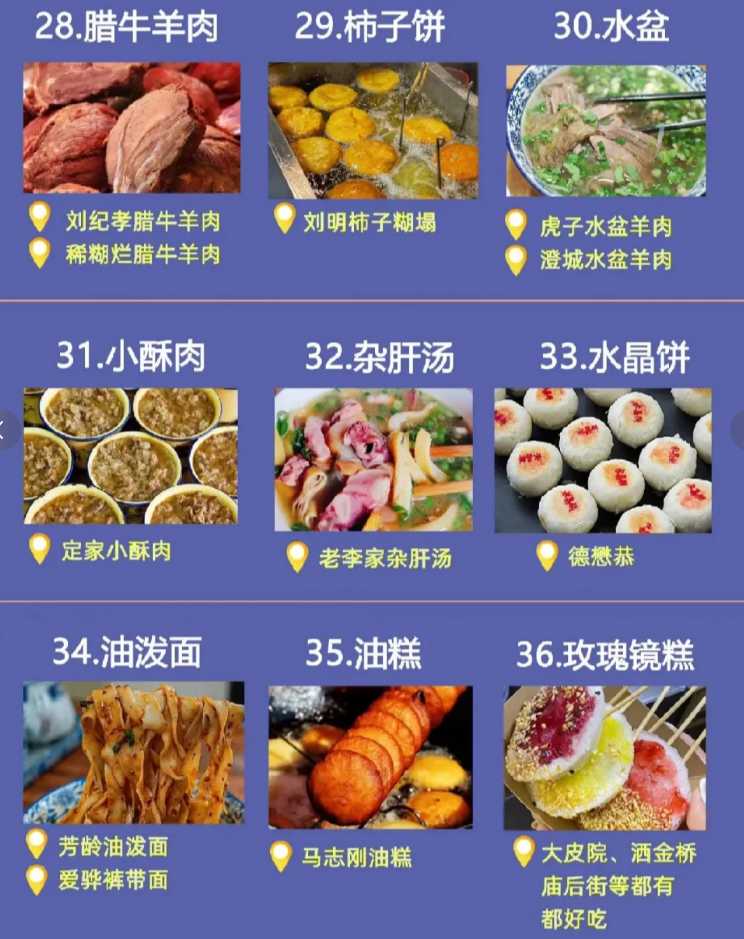 28.腊牛羊肉
29.柿子饼
30.水盆
刘纪孝腊牛羊肉
稀糊烂腊牛羊肉
刘明柿子糊塌
虎子水盆羊肉
澄城水盆羊肉
31.小酥肉
32.杂肝汤
33.水晶饼
定家小酥肉
老李家杂肝汤
德懋恭
34.油泼面
35.油糕
36.玫瑰镜糕
芳龄油泼面
爱骅裤带面
马志刚油糕
大皮院、洒金桥
庙后街等都有
都好吃